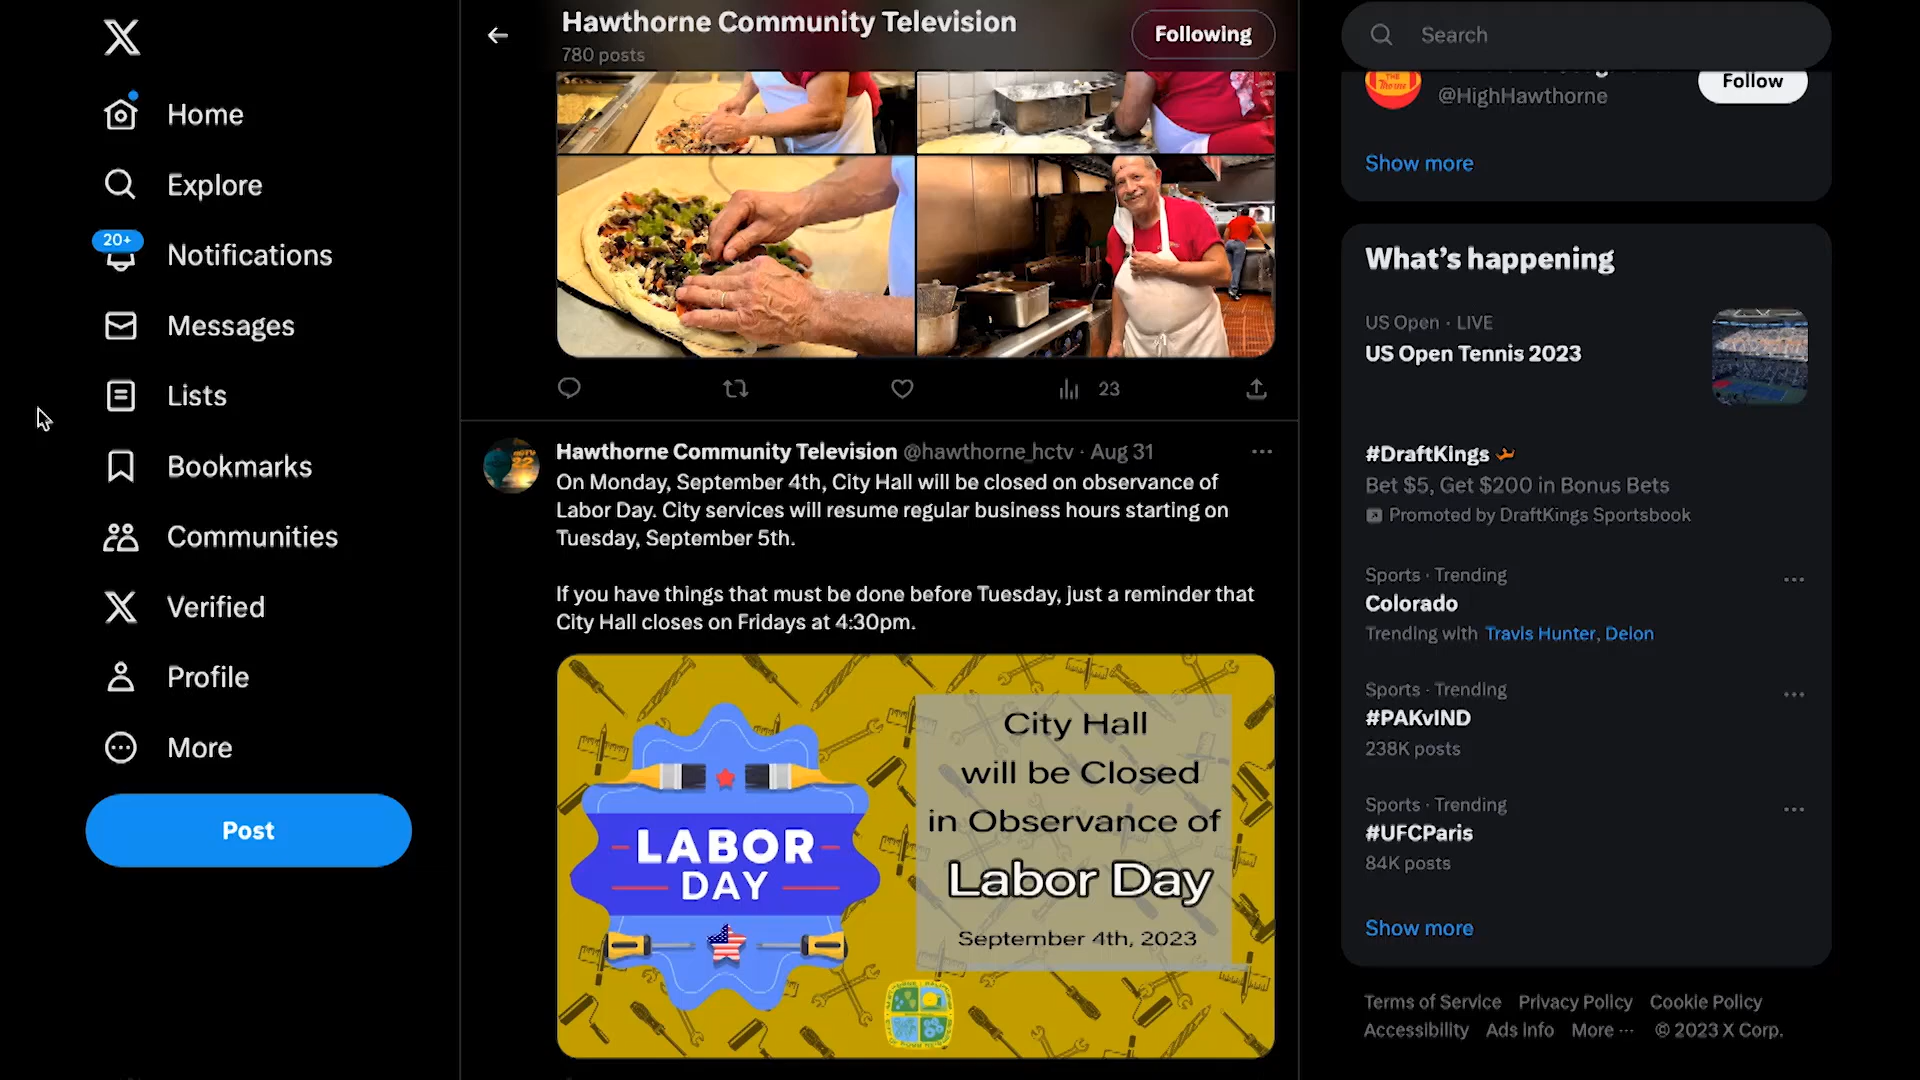 Home
Explore
20+
Notifications
Messages
Lists
Bookmarks
Communities
Verified
Profile
More
Post
Hawthorne Community Television
780 posts
Following
23
Hawthorne Community Television @hawthorne_hctv · Aug 31
On Monday, September 4th, City Hall will be closed on observance of
Labor Day. City services will resume regular business hours starting on
Tuesday, September 5th.
If you have things that must be done before Tuesday, just a reminder that
City Hall closes on Fridays at 4:30pm.
LABOR
DAY
City Hall
will be Closed
in Observance of
Labor Day
September 4th, 2023
Search
@HighHawthorne
Follow
Show more
What's happening
US Open · LIVE
US Open Tennis 2023
#DraftKings
Bet $5, Get $200 in Bonus Bets
Promoted by DraftKings Sportsbook
Sports · Trending
Colorado
Trending with Travis Hunter, Deion
Sports · Trending
#PAKvIND
238K posts
Sports · Trending
#UFCParis
84K posts
Show more
Terms of Service Privacy Policy Cookie Policy
Accessibility Ads info More ··· © 2023 X Corp.